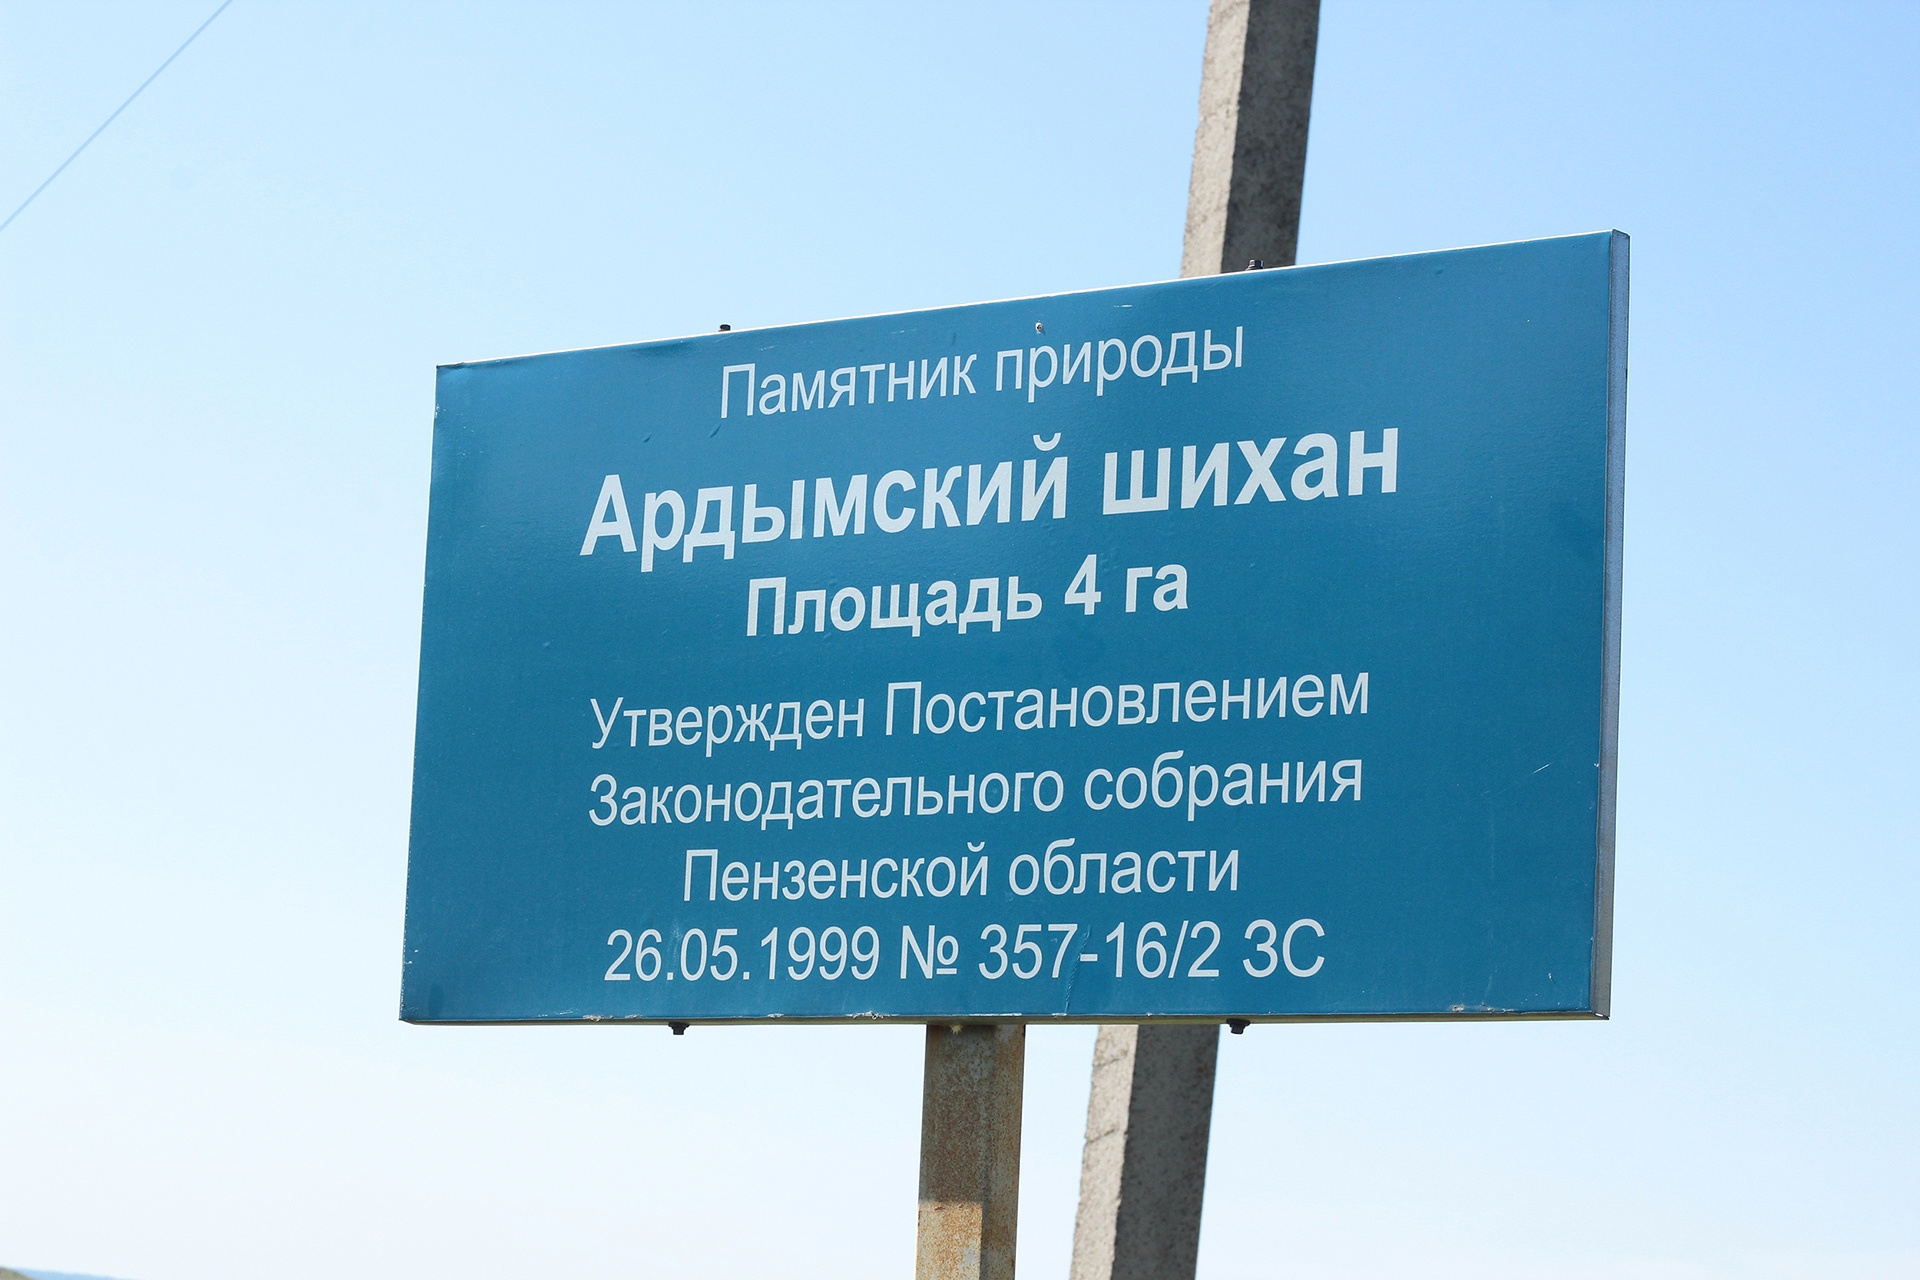 Памятник природы
Ардымский шихан
Площадь 4 га
Утвержден Постановлением
Законодательного собрания
Пензенской области
26.05.1999 № 357-16/2 ЗС